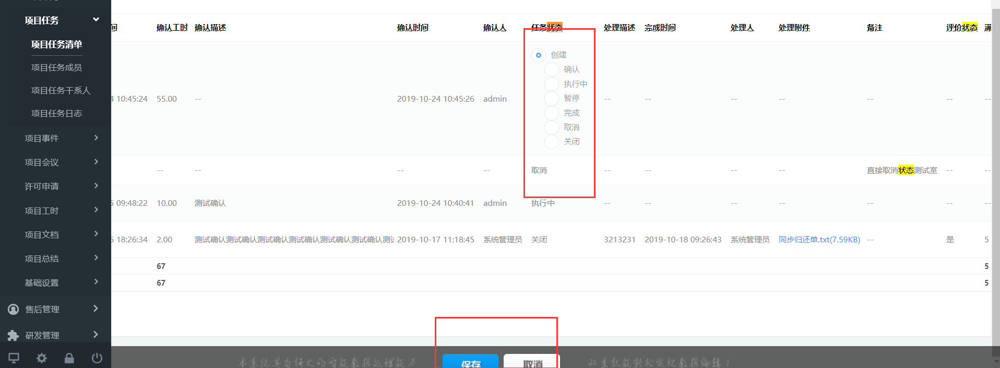 项目任务
项目任务清单
项目任务成员
项目任务干系人
项目任务日志
项目事件
项目会议
许可申请
项目工时
项目文档
项目总结
基础设置
售后管理
研发管理
间 确认工时 确认描述 确认时间 确认人 任务状态 处理描述 完成时间 处理人 处理附件 备注 评价状态 满
创建
确认
执行中
暂停
完成
取消
关闭
4 10:45:24 55.00 -- 2019-10-24 10:45:26 admin -- -- -- -- -- -- --
-- -- -- -- 取消 -- -- -- -- 直接取消状态测试室 -- --
5 09:48:22 10.00 测试确认 2019-10-24 10:40:41 admin 执行中 -- -- -- -- -- -- --
5 18:26:34 2.00 测试确认测试确认测试确认测试确认测试确认测试确认测试 2019-10-17 11:18:45 系统管理员 关闭 3213231 2019-10-18 09:26:43 系统管理员 同步归还单.txt(7.59KB) -- 是 5
67 5
67 5
本系统具备强大的智能数据处理能力 保存 取消 双击就能轻松实现数据编辑！